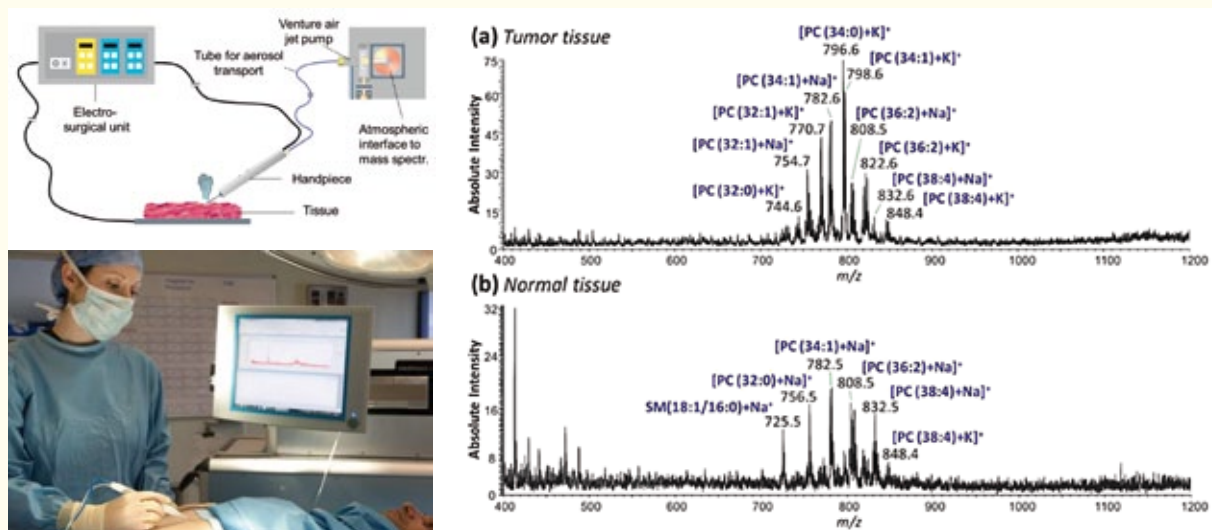 Venture air
jet pump
Tube for aerosol
transport
Electro-
surgical unit
Atmospheric
interface to
mass spectr.
Handpiece
Tissue
(a) Tumor tissue
[PC (34:0)+K]⁺
796.6
[PC (34:1)+K]⁺
798.6
[PC (34:1)+Na]⁺
782.6
[PC (32:1)+K]⁺
770.7
[PC (36:2)+Na]⁺
808.5
[PC (32:1)+Na]⁺
754.7
[PC (36:2)+K]⁺
822.6
[PC (32:0)+K]⁺
744.6
[PC (38:4)+Na]⁺
832.6
[PC (38:4)+K]⁺
848.4
Absolute Intensity
75
60
45
30
15
0
400 500 600 700 800 900 1000 1100 1200
m/z
(b) Normal tissue
[PC (34:1)+Na]⁺
782.5
[PC (36:2)+Na]⁺
808.5
[PC (32:0)+Na]⁺
756.5
[PC (38:4)+Na]⁺
832.5
SM(18:1/16:0)+Na⁺
725.5
[PC (38:4)+K]⁺
848.4
Absolute Intensity
32
24
16
8
0
400 500 600 700 800 900 1000 1100 1200
m/z